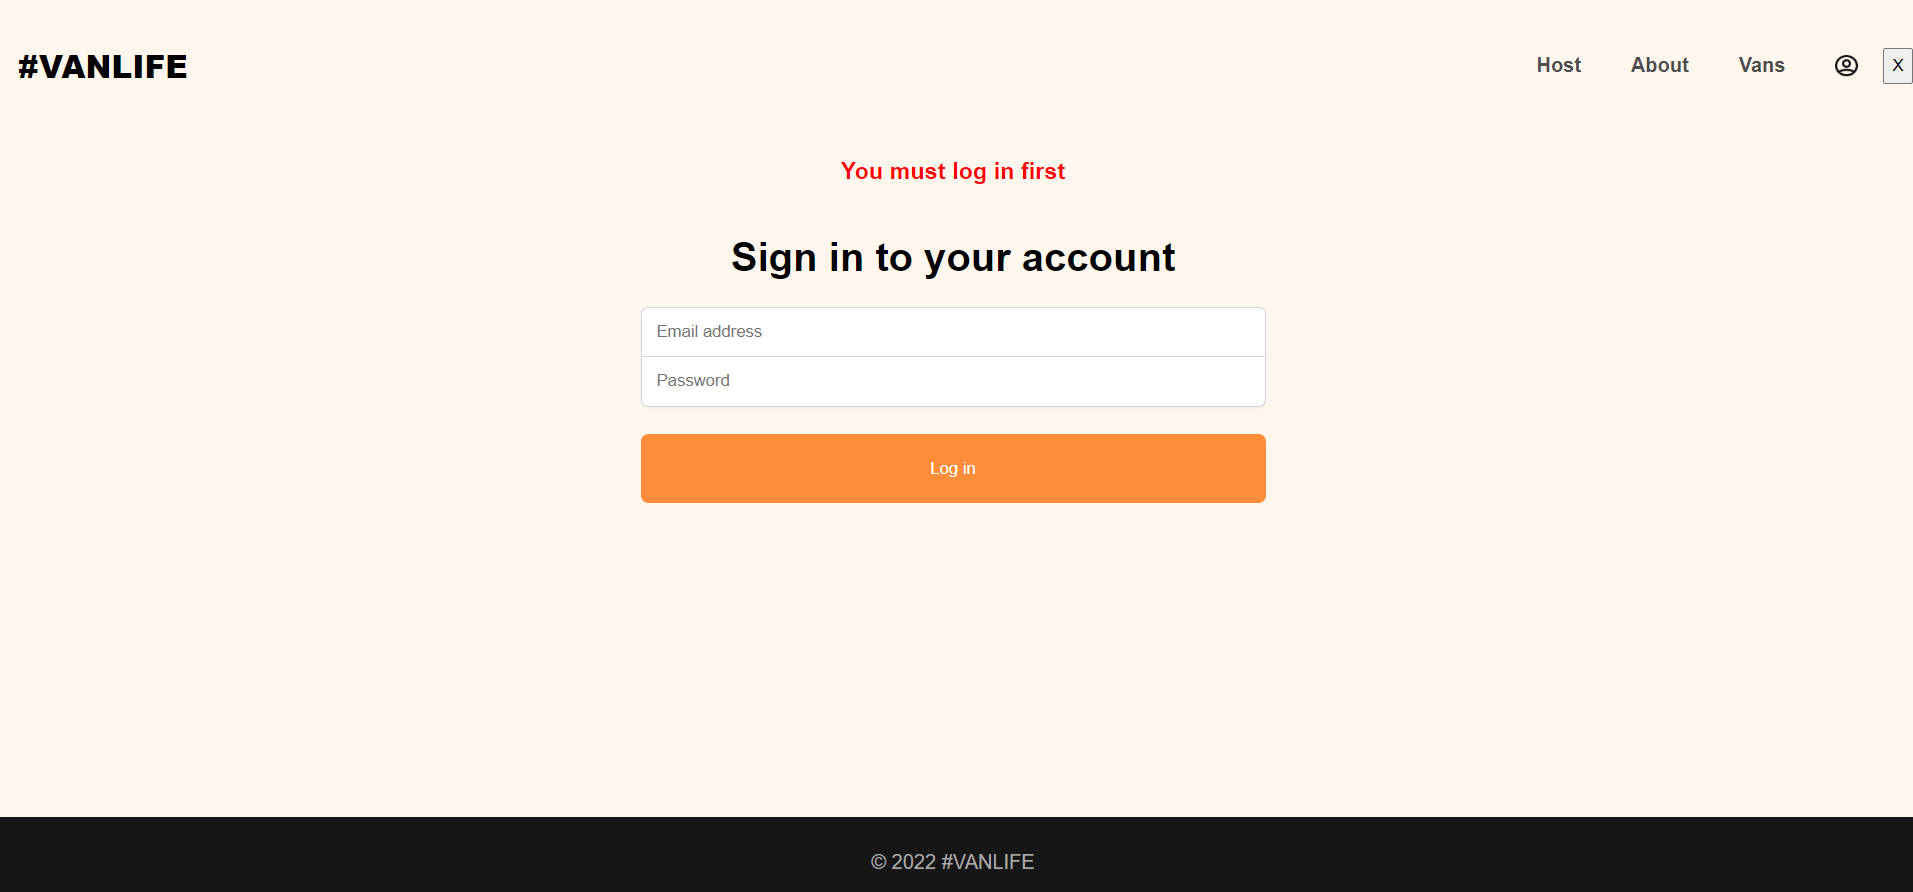 #VANLIFE
Host About Vans X
You must log in first
Sign in to your account
Email address
Password
Log in
© 2022 #VANLIFE